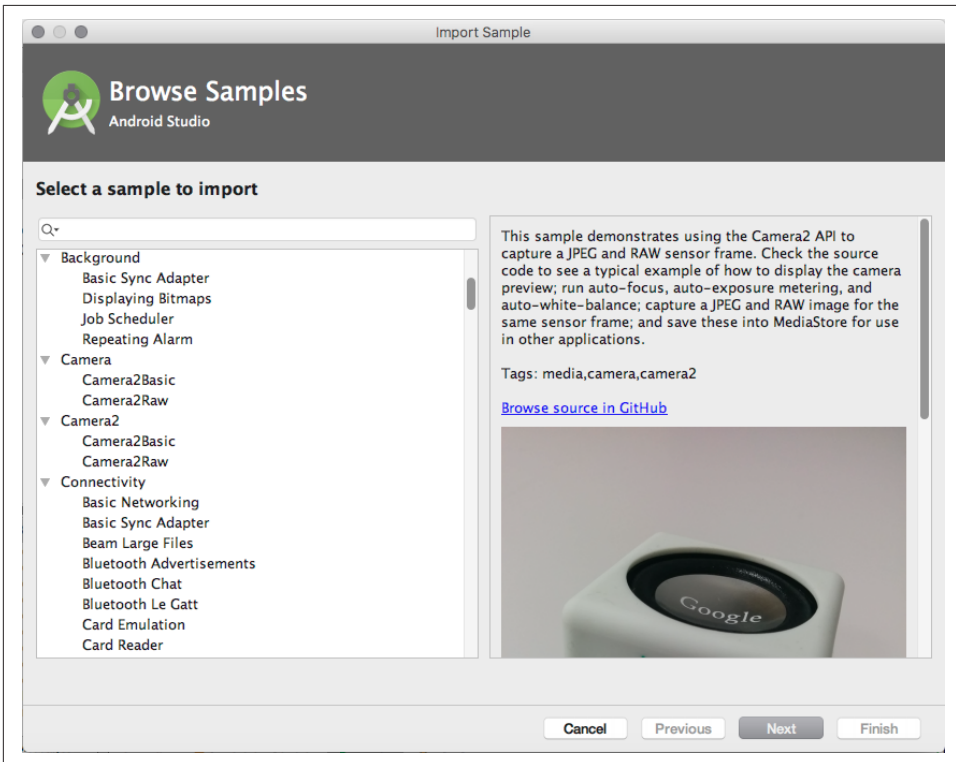 Import Sample
Browse Samples
Android Studio
Select a sample to import
Background
Basic Sync Adapter
Displaying Bitmaps
Job Scheduler
Repeating Alarm
Camera
Camera2Basic
Camera2Raw
Camera2
Camera2Basic
Camera2Raw
Connectivity
Basic Networking
Basic Sync Adapter
Beam Large Files
Bluetooth Advertisements
Bluetooth Chat
Bluetooth Le Gatt
Card Emulation
Card Reader
This sample demonstrates using the Camera2 API to
capture a JPEG and RAW sensor frame. Check the source
code to see a typical example of how to display the camera
preview; run auto-focus, auto-exposure metering, and
auto-white-balance; capture a JPEG and RAW image for the
same sensor frame; and save these into MediaStore for use
in other applications.
Tags: media,camera,camera2
Browse source in GitHub
Google
Cancel
Previous
Next
Finish